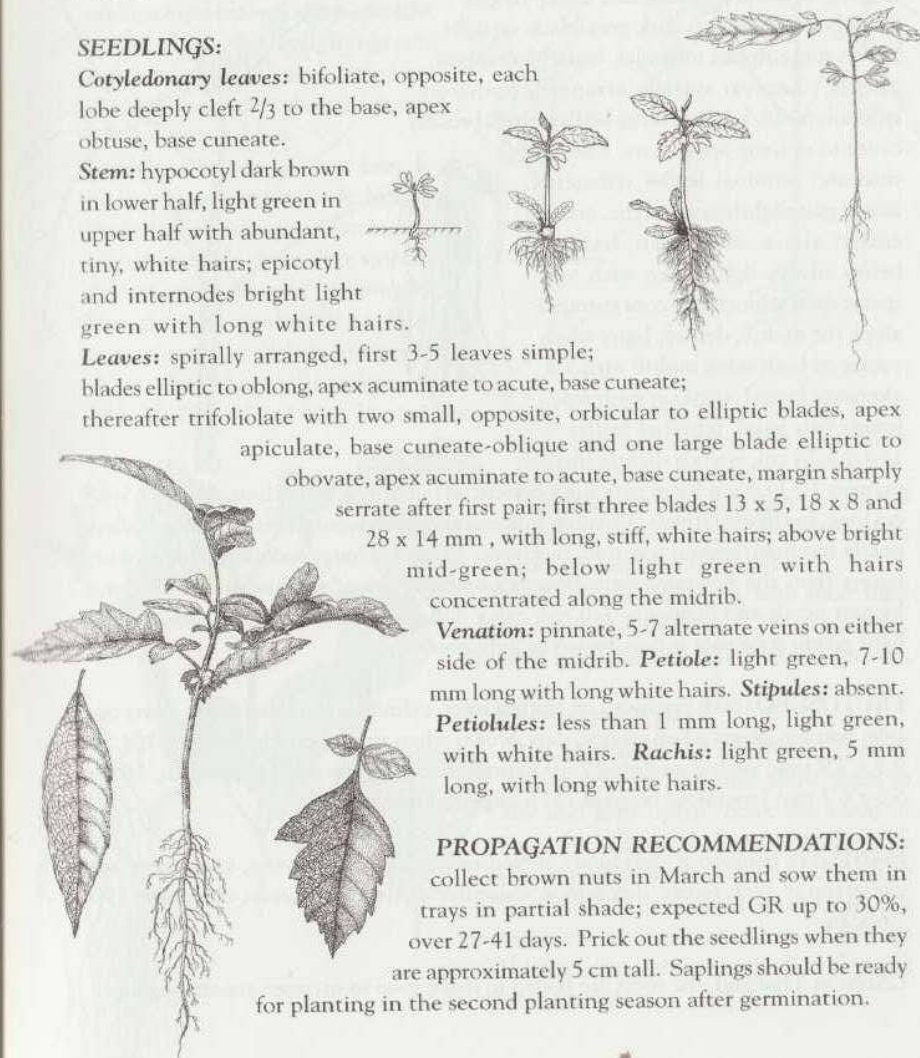 SEEDLINGS:
Cotyledonary leaves: bifoliate, opposite, each
lobe deeply cleft 2/3 to the base, apex
obtuse, base cuneate.
Stem: hypocotyl dark brown
in lower half, light green in
upper half with abundant,
tiny, white hairs; epicotyl
and internodes bright light
green with long white hairs.
Leaves: spirally arranged, first 3-5 leaves simple;
blades elliptic to oblong, apex acuminate to acute, base cuneate;
thereafter trifoliolate with two small, opposite, orbicular to elliptic blades, apex
apiculate, base cuneate-oblique and one large blade elliptic to
obovate, apex acuminate to acute, base cuneate, margin sharply
serrate after first pair; first three blades 13 x 5, 18 x 8 and
28 x 14 mm , with long, stiff, white hairs; above bright
mid-green; below light green with hairs
concentrated along the midrib.
Venation: pinnate, 5-7 alternate veins on either
side of the midrib. Petiole: light green, 7-10
mm long with long white hairs. Stipules: absent.
Petiolules: less than 1 mm long, light green,
with white hairs. Rachis: light green, 5 mm
long, with long white hairs.
PROPAGATION RECOMMENDATIONS:
collect brown nuts in March and sow them in
trays in partial shade; expected GR up to 30%,
over 27-41 days. Prick out the seedlings when they
are approximately 5 cm tall. Saplings should be ready
for planting in the second planting season after germination.